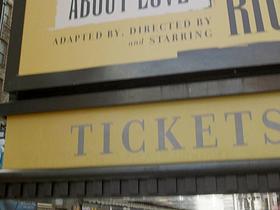 ABOUT LOVE
ADAPTED BY, DIRECTED BY
and STARRING
TICKETS